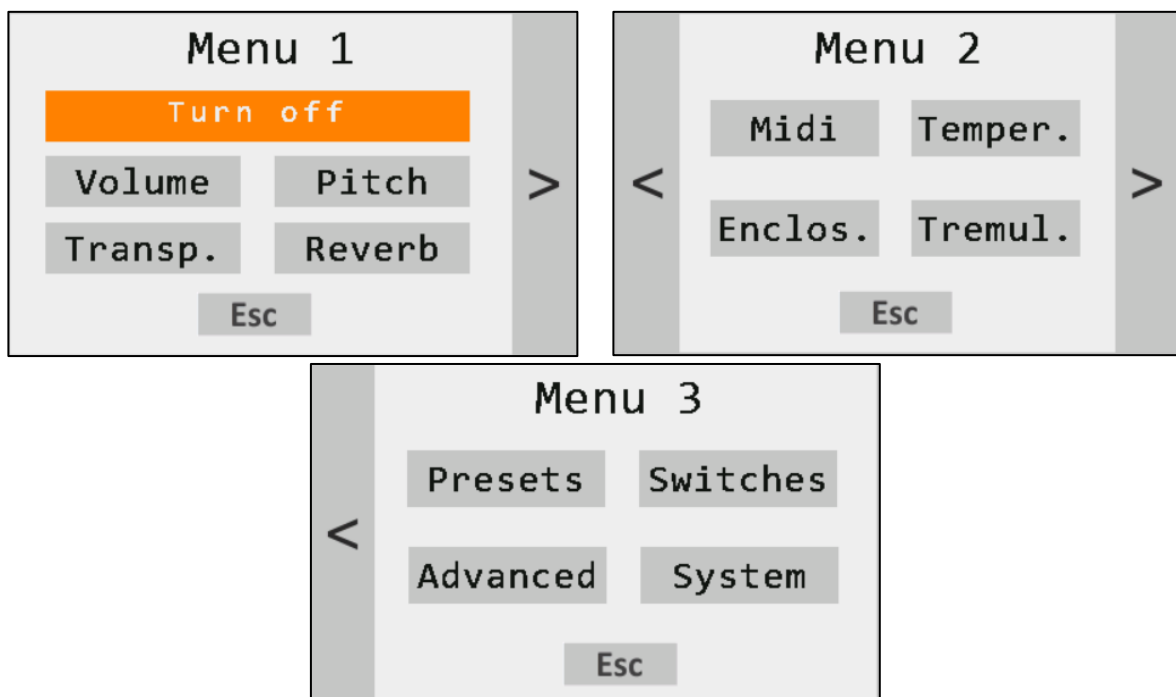 Menu 1
Turn off
Volume Pitch
>
Transp. Reverb
Esc
Menu 2
Midi Temper.
< >
Enclos. Tremul.
Esc
Menu 3
Presets Switches
<
Advanced System
Esc